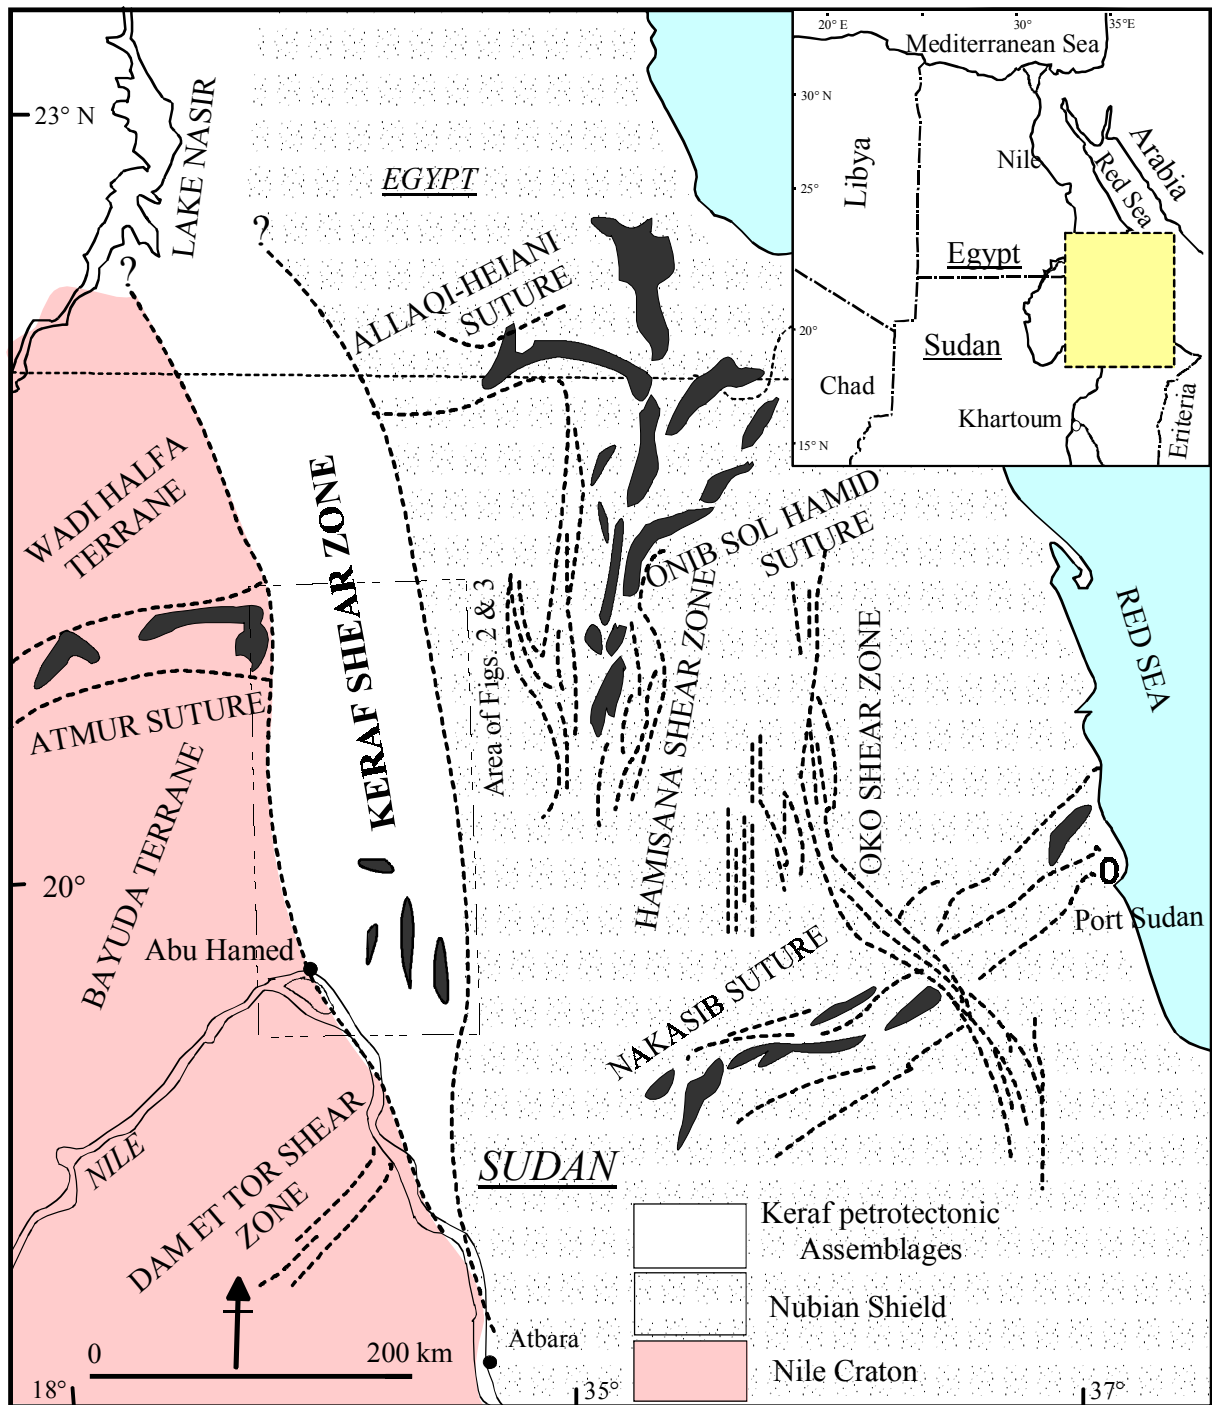 20° E
30°
35°E
Mediterranean Sea
30° N
Libya
Nile
Arabia
Red Sea
25°
Egypt
20°
Sudan
Chad
Khartoum
15° N
Eriteria
23° N
LAKE NASIR
EGYPT
?
?
ALLAQI-HEIANI
SUTURE
WADI HALFA
TERRANE
KERAF SHEAR ZONE
ONIB SOL HAMID
SUTURE
Area of Figs. 2 & 3
HAMISANA SHEAR ZONE
OKO SHEAR ZONE
RED SEA
ATMUR SUTURE
BAYUDA TERRANE
20°
Abu Hamed
Port Sudan
NAKASIB SUTURE
NILE
DAM ET TOR SHEAR
ZONE
SUDAN
Keraf petrotectonic
Assemblages
Nubian Shield
Nile Craton
Atbara
0
200 km
18°
35°
37°